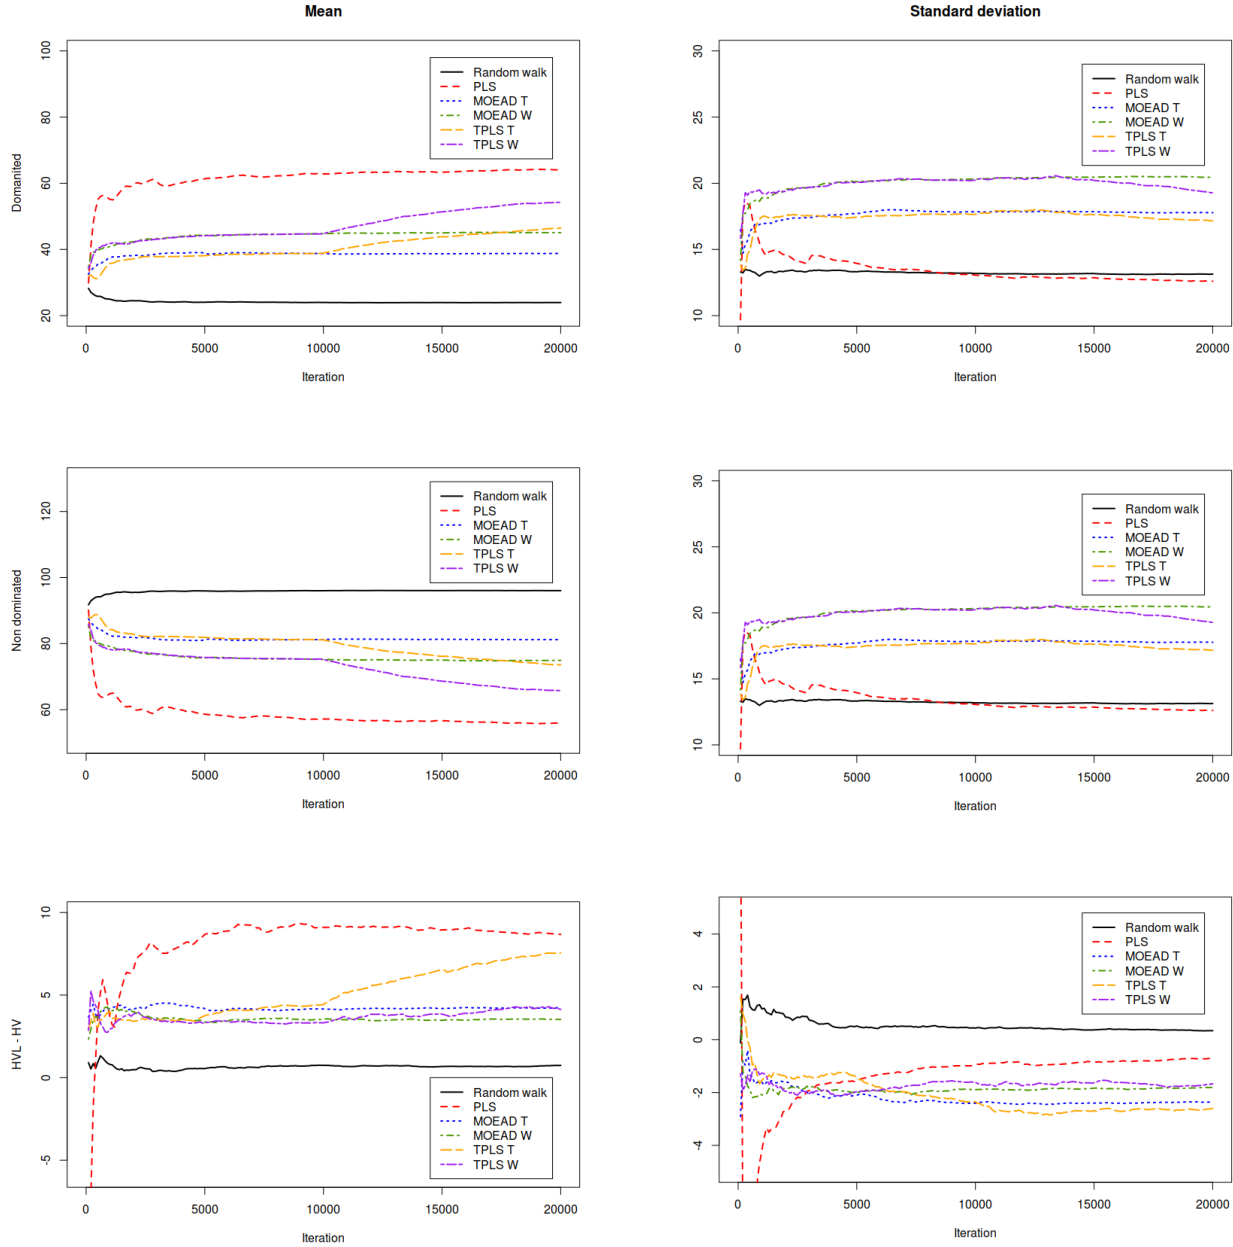 Mean
Standard deviation
Domanited
100
80
60
40
20
Random walk
PLS
MOEAD T
MOEAD W
TPLS T
TPLS W
0 5000 10000 15000 20000
Iteration
30
25
20
15
10
Random walk
PLS
MOEAD T
MOEAD W
TPLS T
TPLS W
0 5000 10000 15000 20000
Iteration
Non dominated
120
100
80
60
Random walk
PLS
MOEAD T
MOEAD W
TPLS T
TPLS W
0 5000 10000 15000 20000
Iteration
30
25
20
15
10
Random walk
PLS
MOEAD T
MOEAD W
TPLS T
TPLS W
0 5000 10000 15000 20000
Iteration
HVL - HV
10
5
0
-5
Random walk
PLS
MOEAD T
MOEAD W
TPLS T
TPLS W
0 5000 10000 15000 20000
Iteration
4
2
0
-2
-4
Random walk
PLS
MOEAD T
MOEAD W
TPLS T
TPLS W
0 5000 10000 15000 20000
Iteration